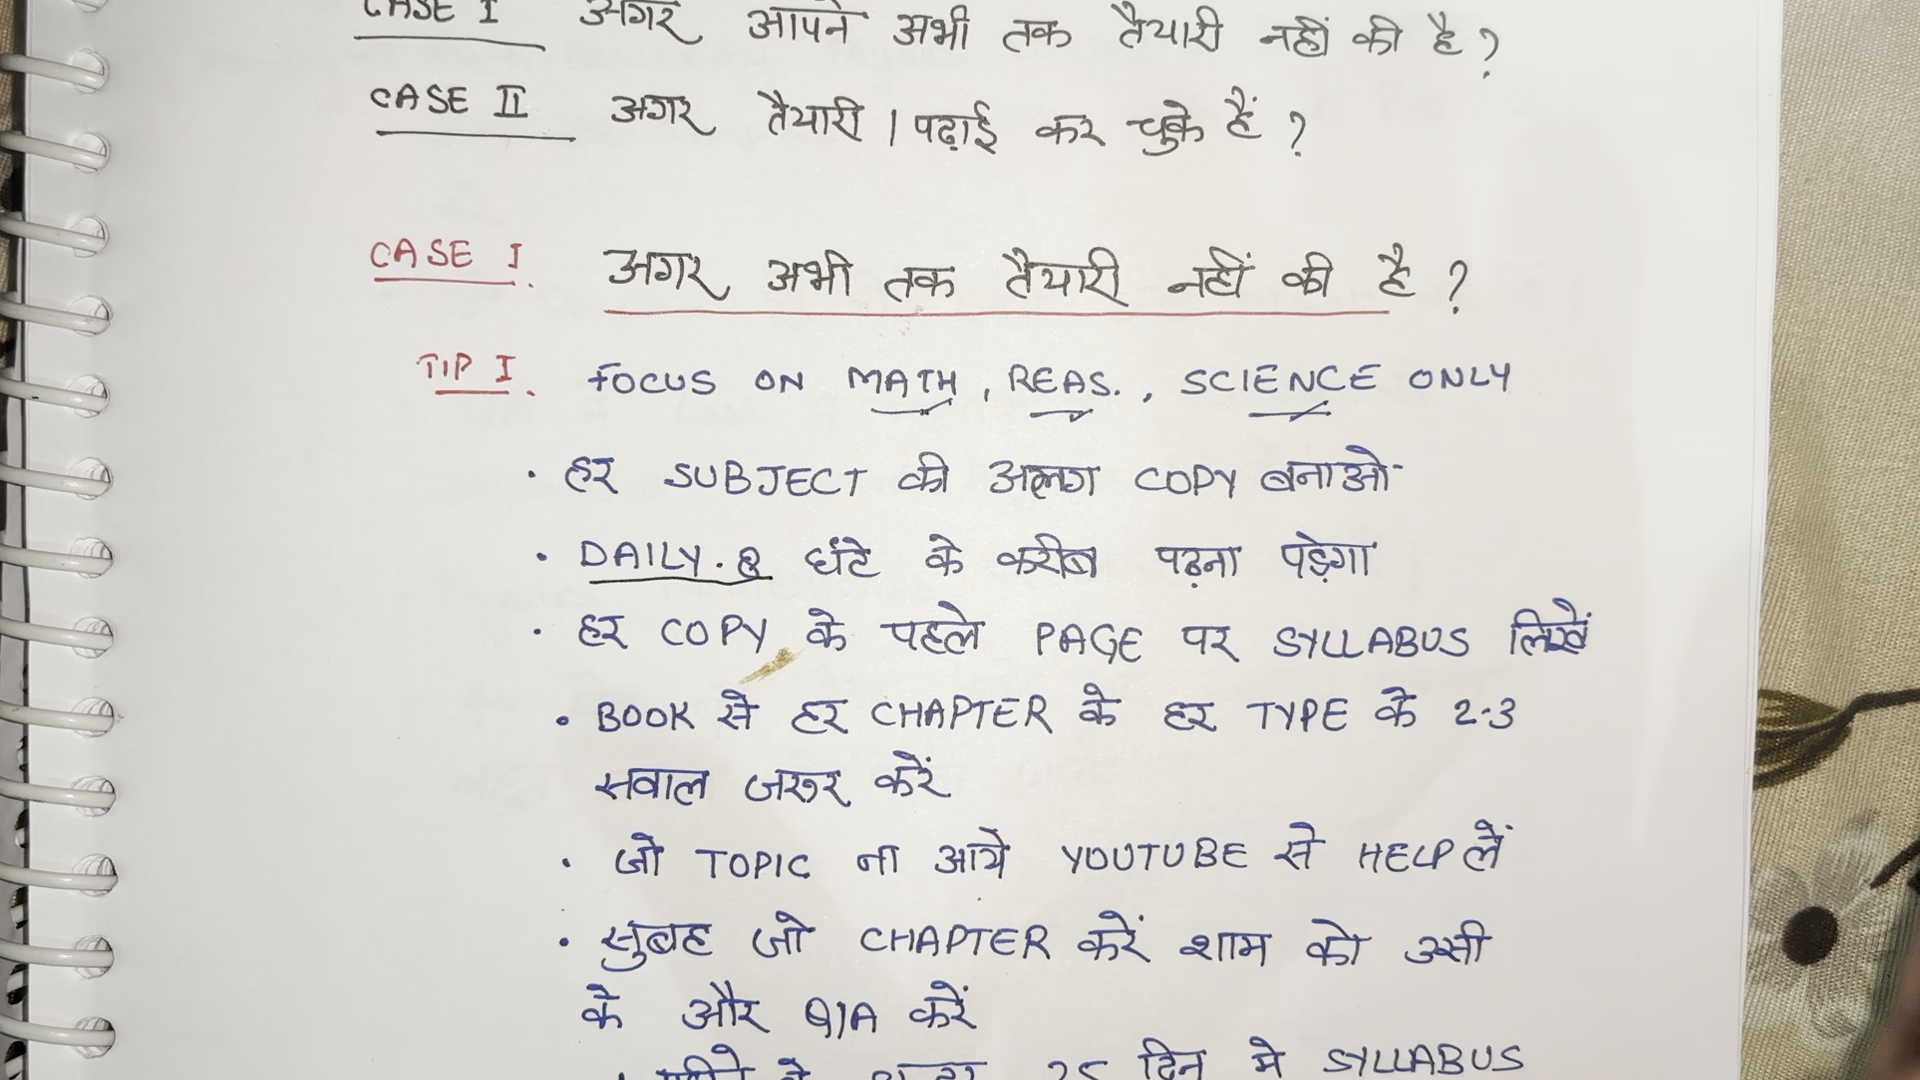 CASE I अगर आपने अभी तक तैयारी नहीं की है?
CASE II अगर तैयारी / पढ़ाई कर चुके हैं?
CASE I. अगर अभी तक तैयारी नहीं की है?
TIP I. FOCUS ON MATH, REAS., SCIENCE ONLY
• हर SUBJECT की अलग COPY बनाओ
• DAILY. 8 घंटे के करीब पढ़ना पड़ेगा
• हर COPY के पहले PAGE पर SYLLABUS लिखें
• BOOK से हर CHAPTER के हर TYPE के 2-3
सवाल जरूर करें
• जो TOPIC ना आये YOUTUBE से HELP लें
• सुबह जो CHAPTER करें शाम को उसी
के और Q/A करें
25 दिन मे SYLLABUS